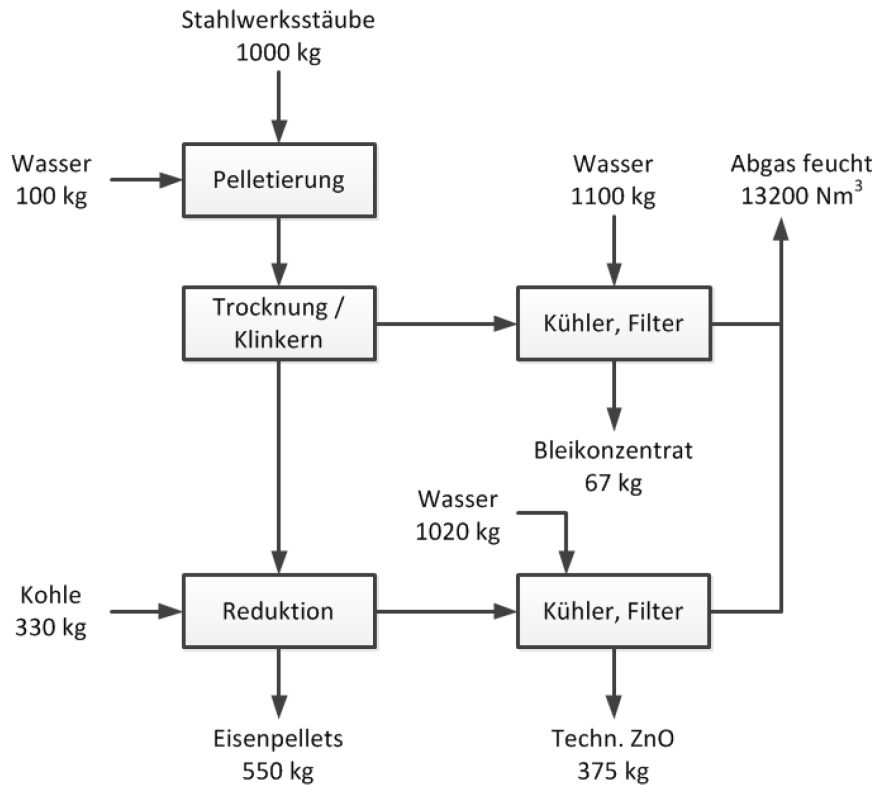 Stahlwerksstäube
1000 kg
Wasser
100 kg
Pelletierung
Wasser
1100 kg
Abgas feucht
13200 Nm³
Trocknung /
Klinkern
Kühler, Filter
Bleikonzentrat
67 kg
Wasser
1020 kg
Kohle
330 kg
Reduktion
Kühler, Filter
Eisenpellets
550 kg
Techn. ZnO
375 kg